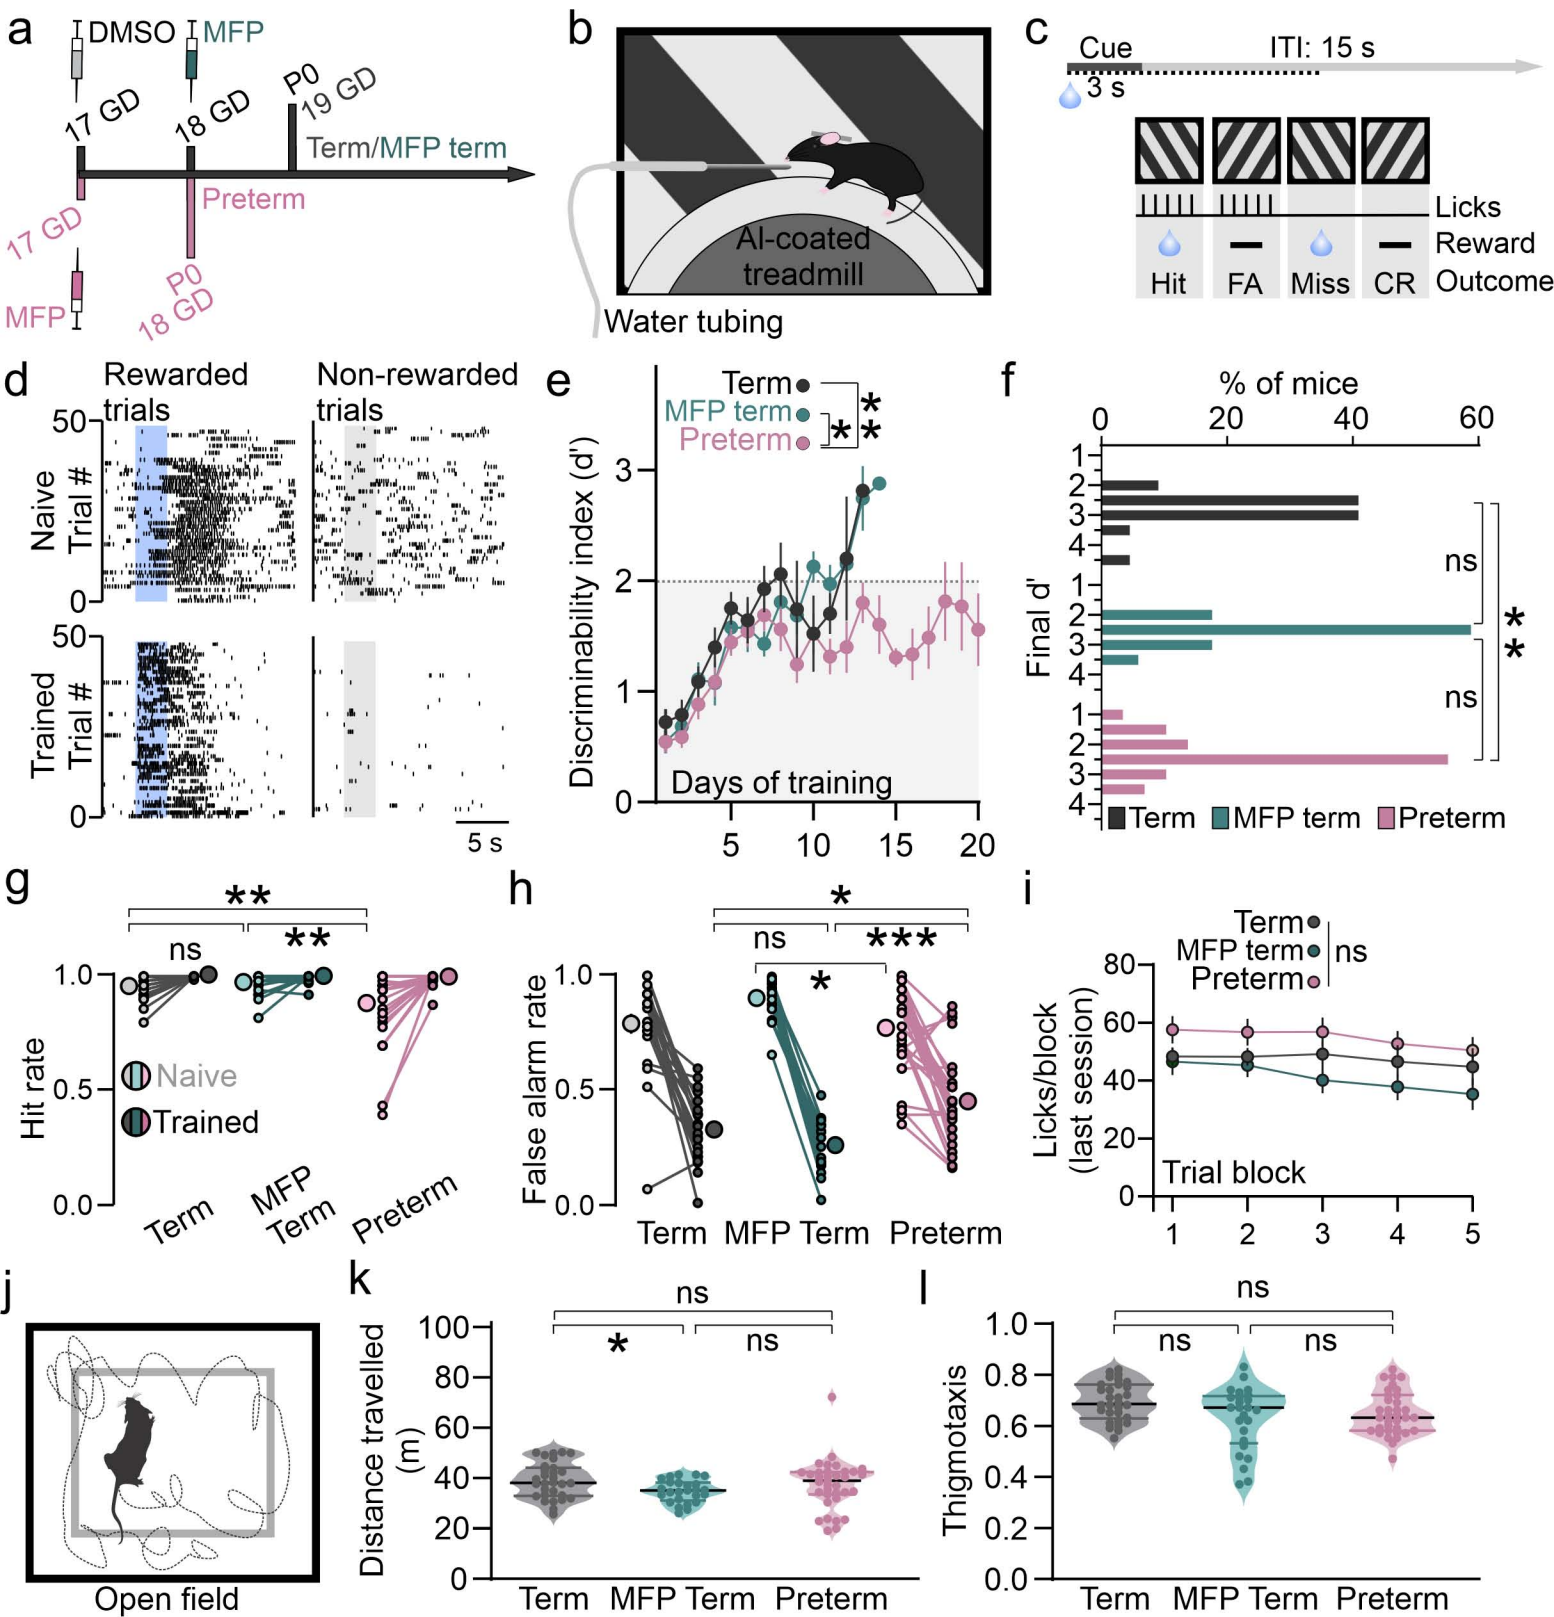 a
DMSO
MFP
17 GD
18 GD
P0
19 GD
Term/MFP term
Preterm
17 GD
P0
18 GD
MFP
b
Al-coated
treadmill
Water tubing
c
Cue
ITI: 15 s
3 s
Licks
Reward
Hit FA Miss CR Outcome
d
Rewarded
trials
Non-rewarded
trials
50
Naive
Trial #
0
50
Trained
Trial #
0
5 s
e
Term
MFP term
Preterm
**
*
Discriminability index (d')
3
2
1
0
Days of training
5 10 15 20
f
% of mice
0 20 40 60
Final d'
1
2
3
4
1
2
3
4
1
2
3
4
ns
ns
**
Term MFP term Preterm
g
**
ns
**
Hit rate
1.0
0.5
0.0
Naive
Trained
Term
MFP
Term
Preterm
h
*
ns
***
*
False alarm rate
1.0
0.5
0.0
Term MFP Term Preterm
i
Term
MFP term
Preterm
ns
Licks/block
(last session)
80
60
40
20
0
Trial block
1 2 3 4 5
j
Open field
k
ns
*
ns
Distance travelled
(m)
100
80
60
40
20
0
Term MFP Term Preterm
l
ns
ns
ns
Thigmotaxis
1.0
0.8
0.6
0.4
0.2
0.0
Term MFP Term Preterm